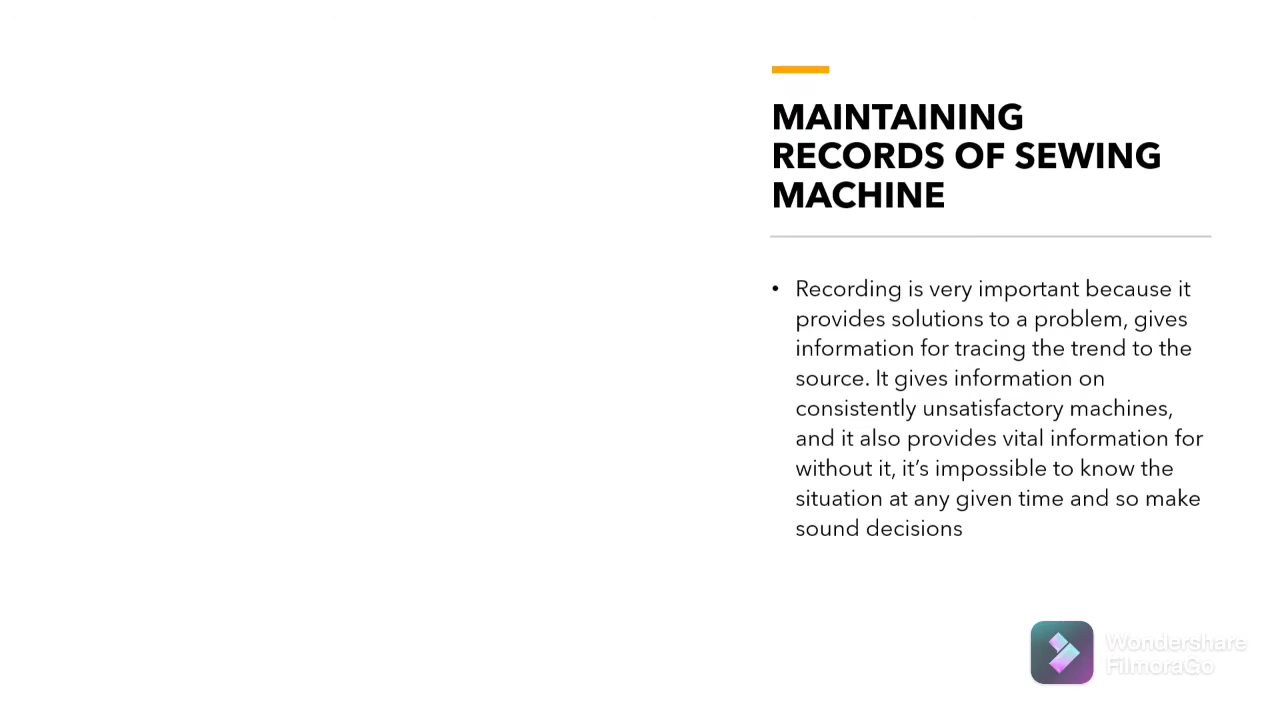 MAINTAINING
RECORDS OF SEWING
MACHINE
• Recording is very important because it
provides solutions to a problem, gives
information for tracing the trend to the
source. It gives information on
consistently unsatisfactory machines,
and it also provides vital information for
without it, it’s impossible to know the
situation at any given time and so make
sound decisions
Wondershare
FilmoraGo